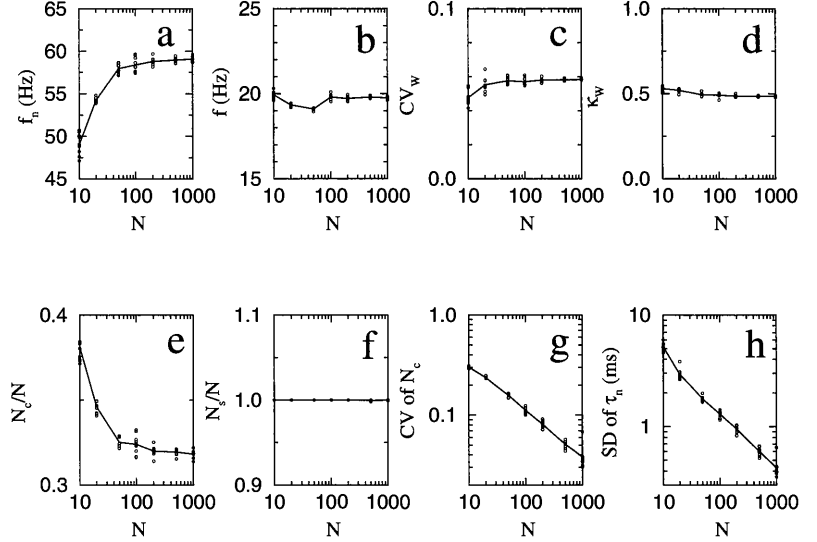 65
60
55
50
45
f_n (Hz)
a
10
100
1000
N
25
20
15
f (Hz)
b
10
100
1000
N
0.1
0.0
CV_W
c
10
100
1000
N
1.0
0.5
0.0
κ_W
d
10
100
1000
N
0.4
0.3
N_c/N
e
10
100
1000
N
1.1
1.0
0.9
N_s/N
f
10
100
1000
N
1.0
0.1
CV of N_c
g
10
100
1000
N
10
1
SD of τ_n (ms)
h
10
100
1000
N